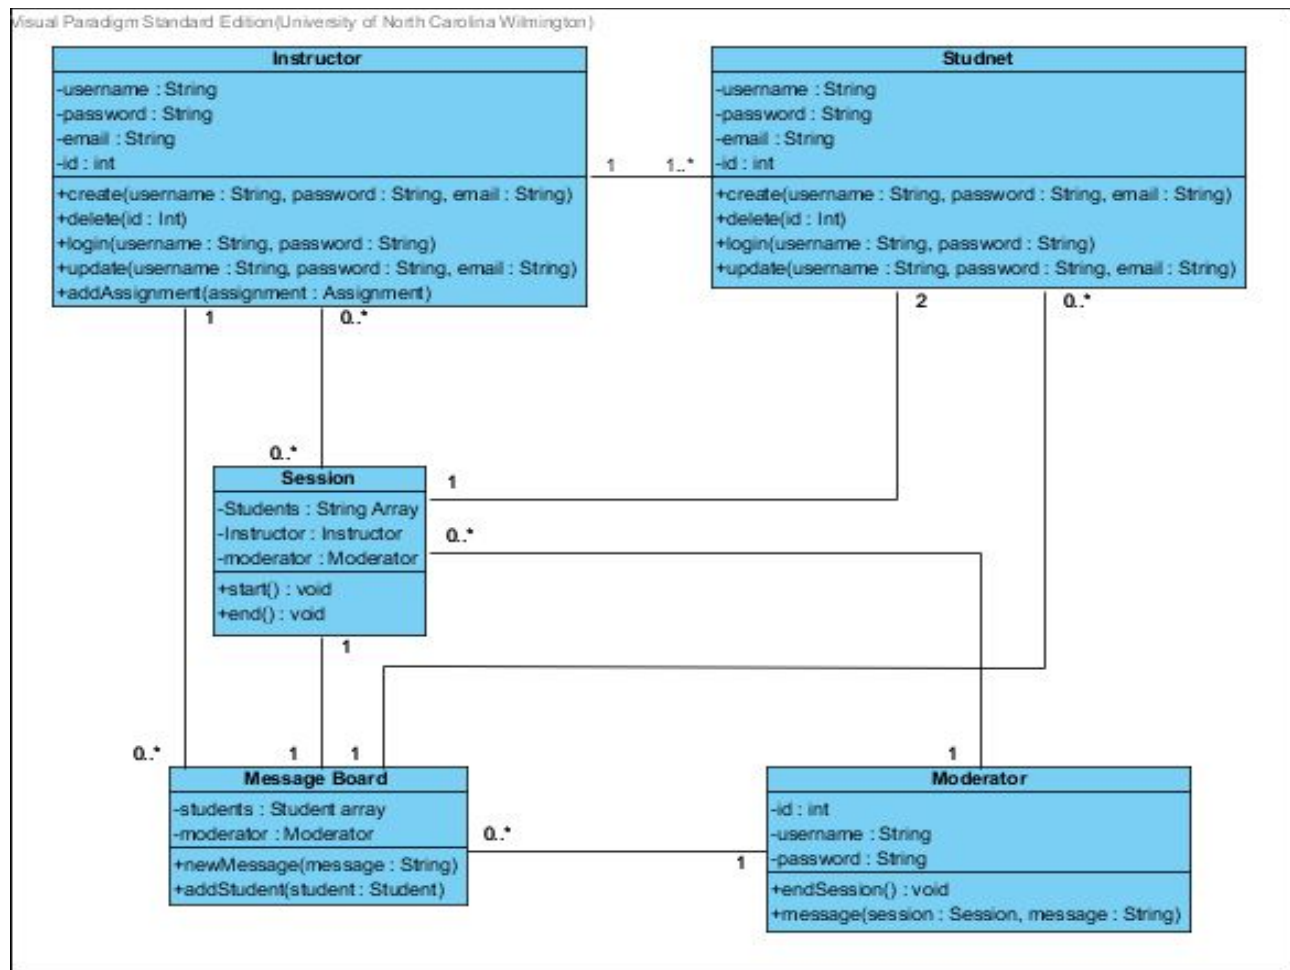 Visual Paradigm Standard Edition(University of North Carolina Wilmington)
Instructor
-username : String
-password : String
-email : String
-id : int
+create(username : String, password : String, email : String)
+delete(id : Int)
+login(username : String, password : String)
+update(username : String, password : String, email : String)
+addAssignment(assignment : Assignment)
1
1..*
Studnet
-username : String
-password : String
-email : String
-id : int
+create(username : String, password : String, email : String)
+delete(id : Int)
+login(username : String, password : String)
+update(username : String, password : String, email : String)
1
0..*
2
0..*
0..*
Session
-Students : String Array
-Instructor : Instructor
-moderator : Moderator
+start() : void
+end() : void
1
0..*
1
0..*
1
1
1
Message Board
-students : Student array
-moderator : Moderator
+newMessage(message : String)
+addStudent(student : Student)
0..*
1
Moderator
-id : int
-username : String
-password : String
+endSession() : void
+message(session : Session, message : String)